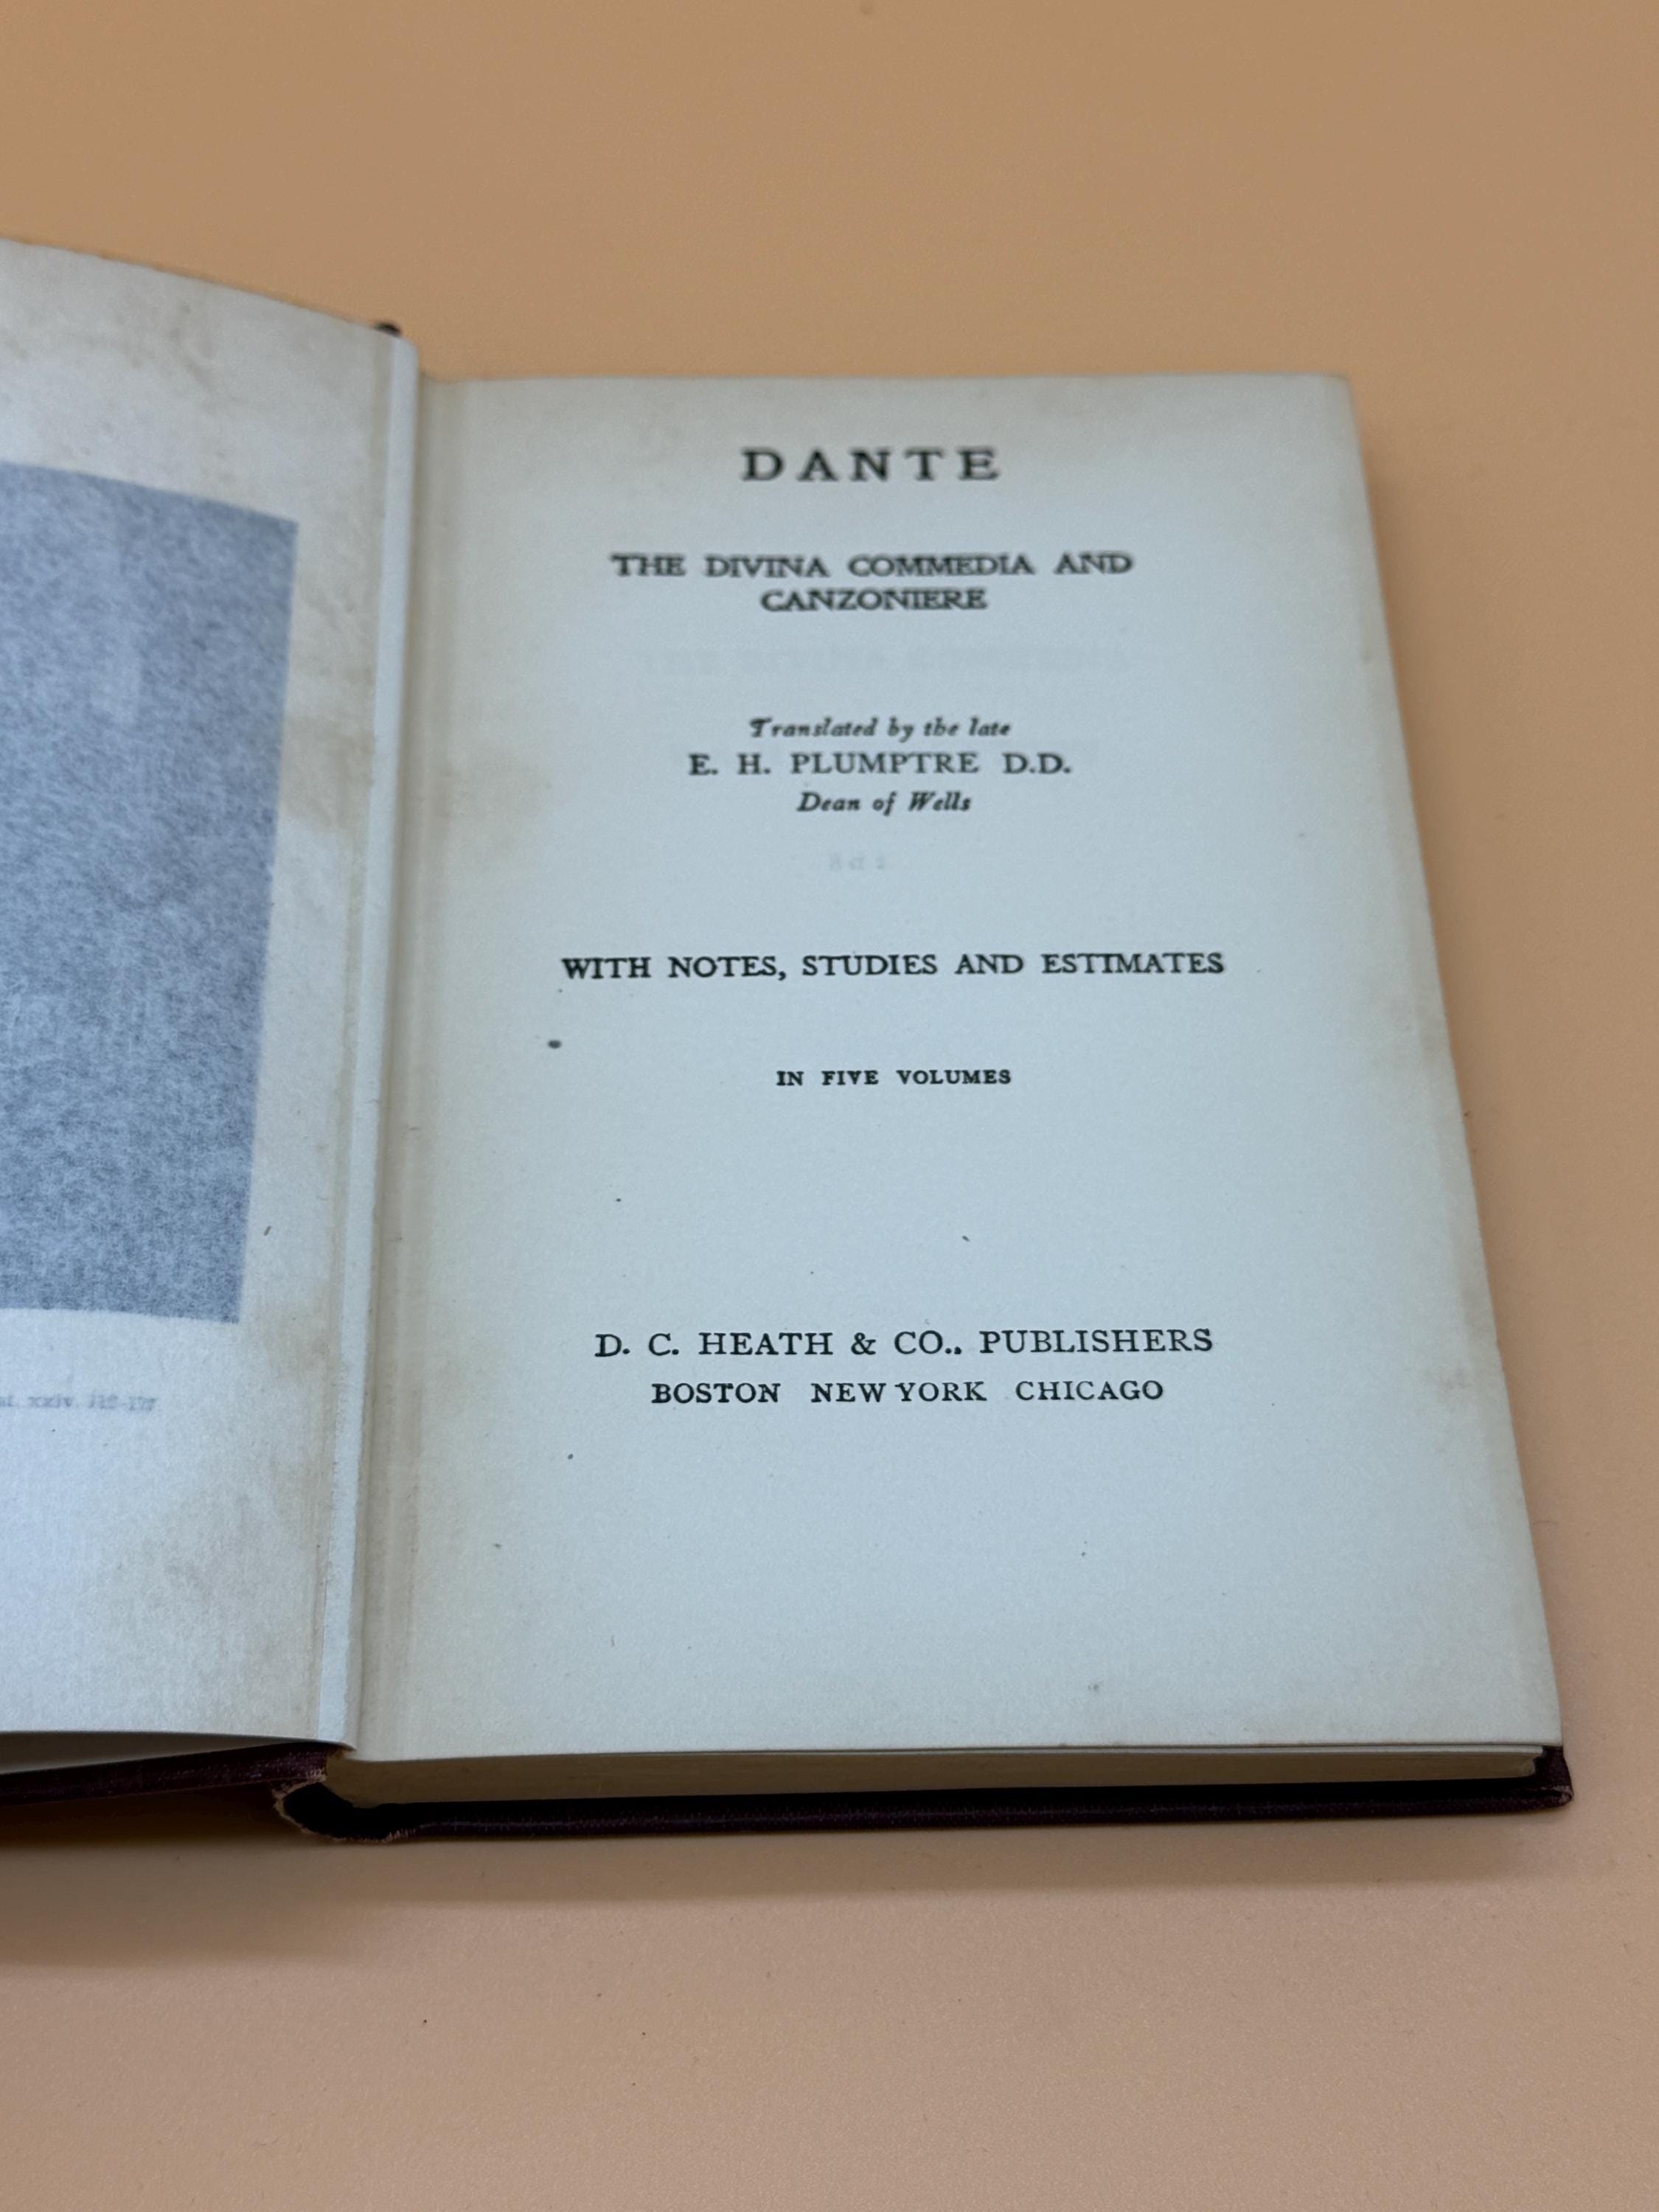 DANTE
THE DIVINA COMMEDIA AND
CANZONIERE
Translated by the late
E. H. PLUMPTRE D.D.
Dean of Wells
WITH NOTES, STUDIES AND ESTIMATES
IN FIVE VOLUMES
D. C. HEATH & CO., PUBLISHERS
BOSTON NEW YORK CHICAGO
xxiv.